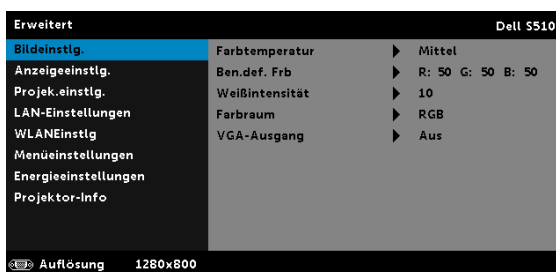 Erweitert Dell S510
Bildeinstlg. Farbtemperatur Mittel
Anzeigeeinstlg. Ben.def. Frb R: 50 G: 50 B: 50
Projek.einstlg. Weißintensität 10
LAN-Einstellungen Farbraum RGB
WLANEinstlg VGA-Ausgang Aus
Menüeinstellungen
Energieeinstellungen
Projektor-Info
Auflösung 1280x800